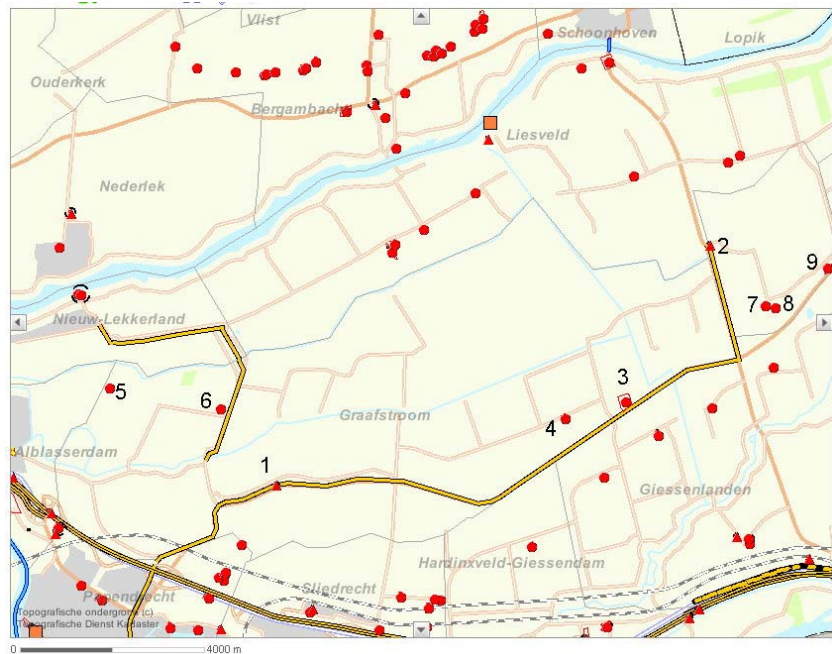 Vlist
Schoonhoven
Lopik
Ouderkerk
Bergambacht
Liesveld
Nederlek
2
9
7
8
Nieuw-Lekkerland
3
5
6
Graafstroom
4
Alblasserdam
1
Giessenlanden
Hardinxveld-Giessendam
Sliedrecht
Papendrecht
Topografische ondergrond (c)
Topografische Dienst Kadaster
0 4000 m